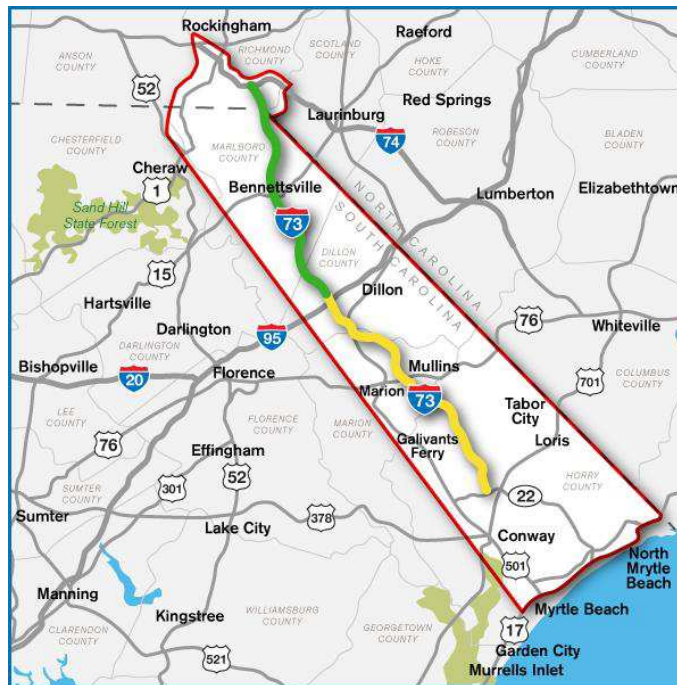 Rockingham
RICHMOND
COUNTY
SCOTLAND
COUNTY
Raeford
ANSON
COUNTY
HOKE
COUNTY
CUMBERLAND
COUNTY
52
Red Springs
Laurinburg
ROBESON
COUNTY
BLADEN
COUNTY
CHESTERFIELD
COUNTY
MARLBORO
COUNTY
74
Cheraw
1
Bennettsville
Lumberton
Elizabethtown
Sand Hill
State Forest
73
NORTH CAROLINA
SOUTH CAROLINA
DILLON
COUNTY
15
Dillon
Hartsville
Darlington
95
76
Whiteville
DARLINGTON
COUNTY
Bishopville
20
Florence
Mullins
Marion
73
701
COLUMBUS
COUNTY
LEE
COUNTY
FLORENCE
COUNTY
MARION
COUNTY
Tabor
City
76
Effingham
Galivants
Ferry
Loris
HORRY
COUNTY
SUMTER
COUNTY
301
52
22
Sumter
Lake City
378
Conway
501
North
Mrytle
Beach
Manning
Kingstree
WILLIAMSBURG
COUNTY
Myrtle Beach
CLARENDON
COUNTY
GEORGETOWN
COUNTY
17
521
Garden City
Murrells Inlet